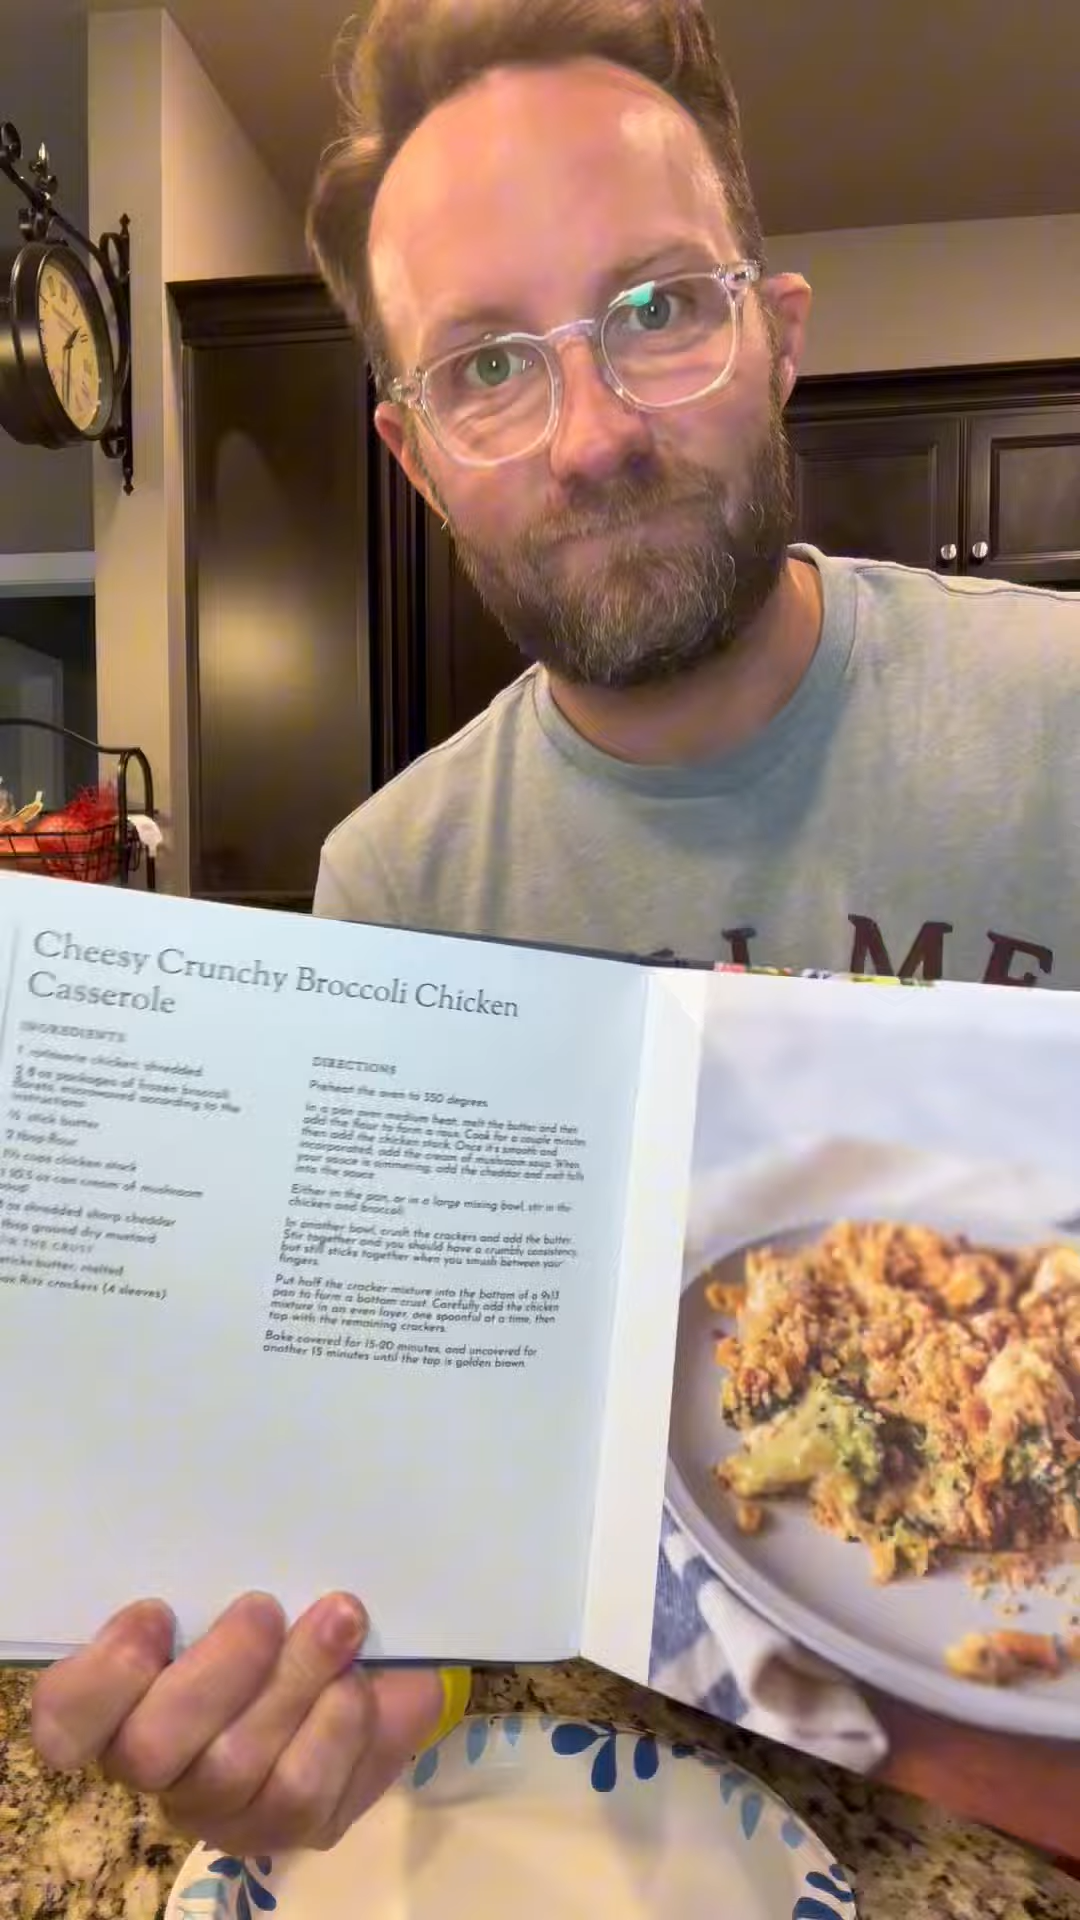 Cheesy Crunchy Broccoli Chicken
Casserole
INGREDIENTS
1 rotisserie chicken, shredded
2 8 oz packages of frozen broccoli
florets, microwaved according to the
instructions
½ stick butter
2 tbsp flour
1½ cups chicken stock
1 10.5 oz can cream of mushroom
soup
8 oz shredded sharp cheddar
tbsp ground dry mustard
THE CRUST
sticks butter, melted
box Ritz crackers (4 sleeves)
DIRECTIONS
Preheat the oven to 350 degrees.
In a pan over medium heat, melt the butter and then
add the flour to form a roux. Cook for a couple minutes
then add the chicken stock. Once it's smooth and
incorporated, add the cream of mushroom soup. When
your sauce is simmering, add the cheddar and melt fully
into the sauce.
Either in the pan, or in a large mixing bowl, stir in the
chicken and broccoli.
In another bowl, crush the crackers and add the butter.
Stir together and you should have a crumbly consistency
but still sticks together when you smush between your
fingers.
Put half the cracker mixture into the bottom of a 9x13
pan to form a bottom crust. Carefully add the chicken
mixture in an even layer, one spoonful at a time, then
top with the remaining crackers.
Bake covered for 15-20 minutes, and uncovered for
another 15 minutes until the top is golden brown.